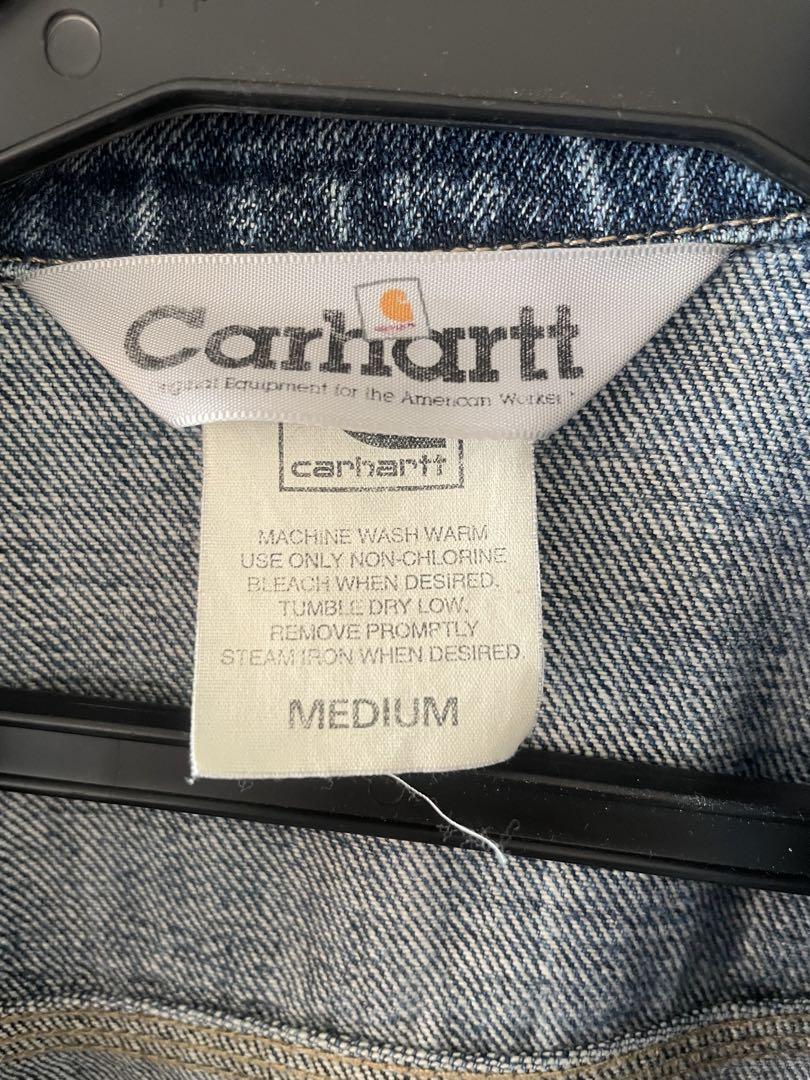 Carhartt
Equipment for the American Worker
carhartt
MACHINE WASH WARM
USE ONLY NON-CHLORINE
BLEACH WHEN DESIRED.
TUMBLE DRY LOW.
REMOVE PROMPTLY
STEAM IRON WHEN DESIRED.
MEDIUM